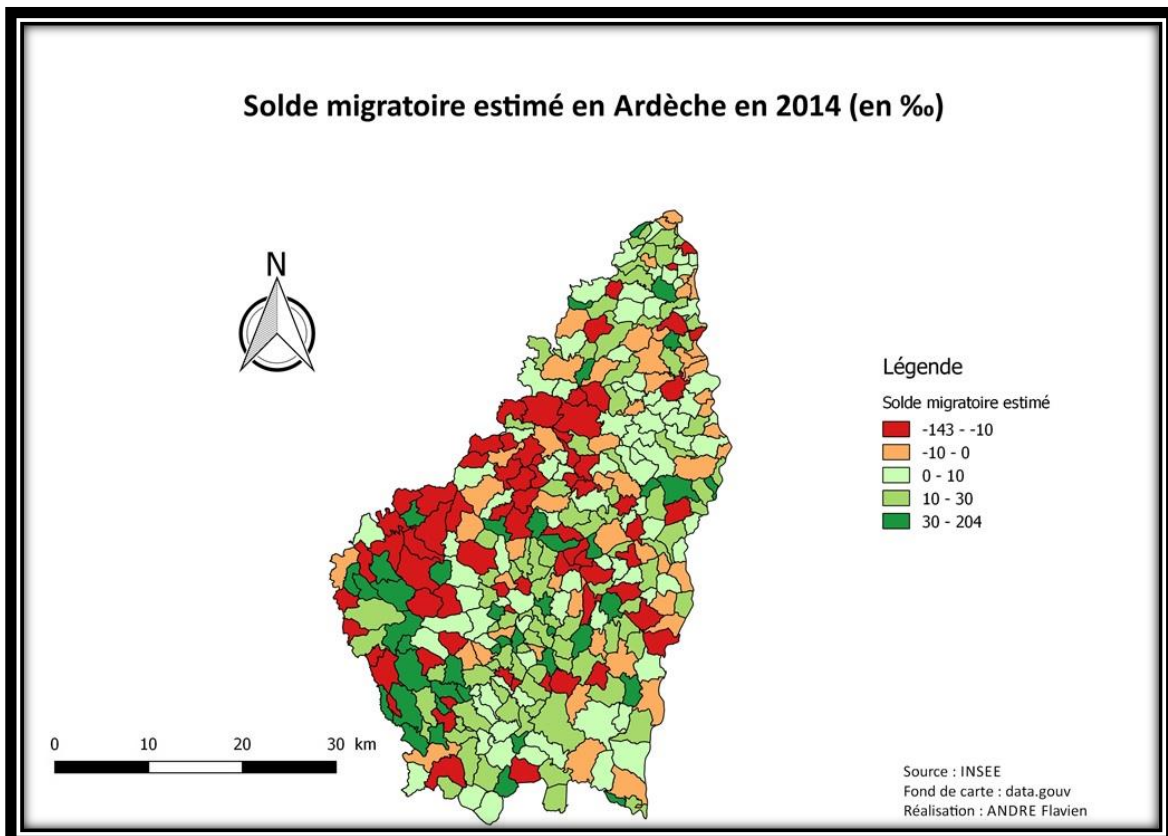 Solde migratoire estimé en Ardèche en 2014 (en ‰)
N
Légende
Solde migratoire estimé
-143 - -10
-10 - 0
0 - 10
10 - 30
30 - 204
0 10 20 30 km
Source : INSEE
Fond de carte : data.gouv
Réalisation : ANDRE Flavien